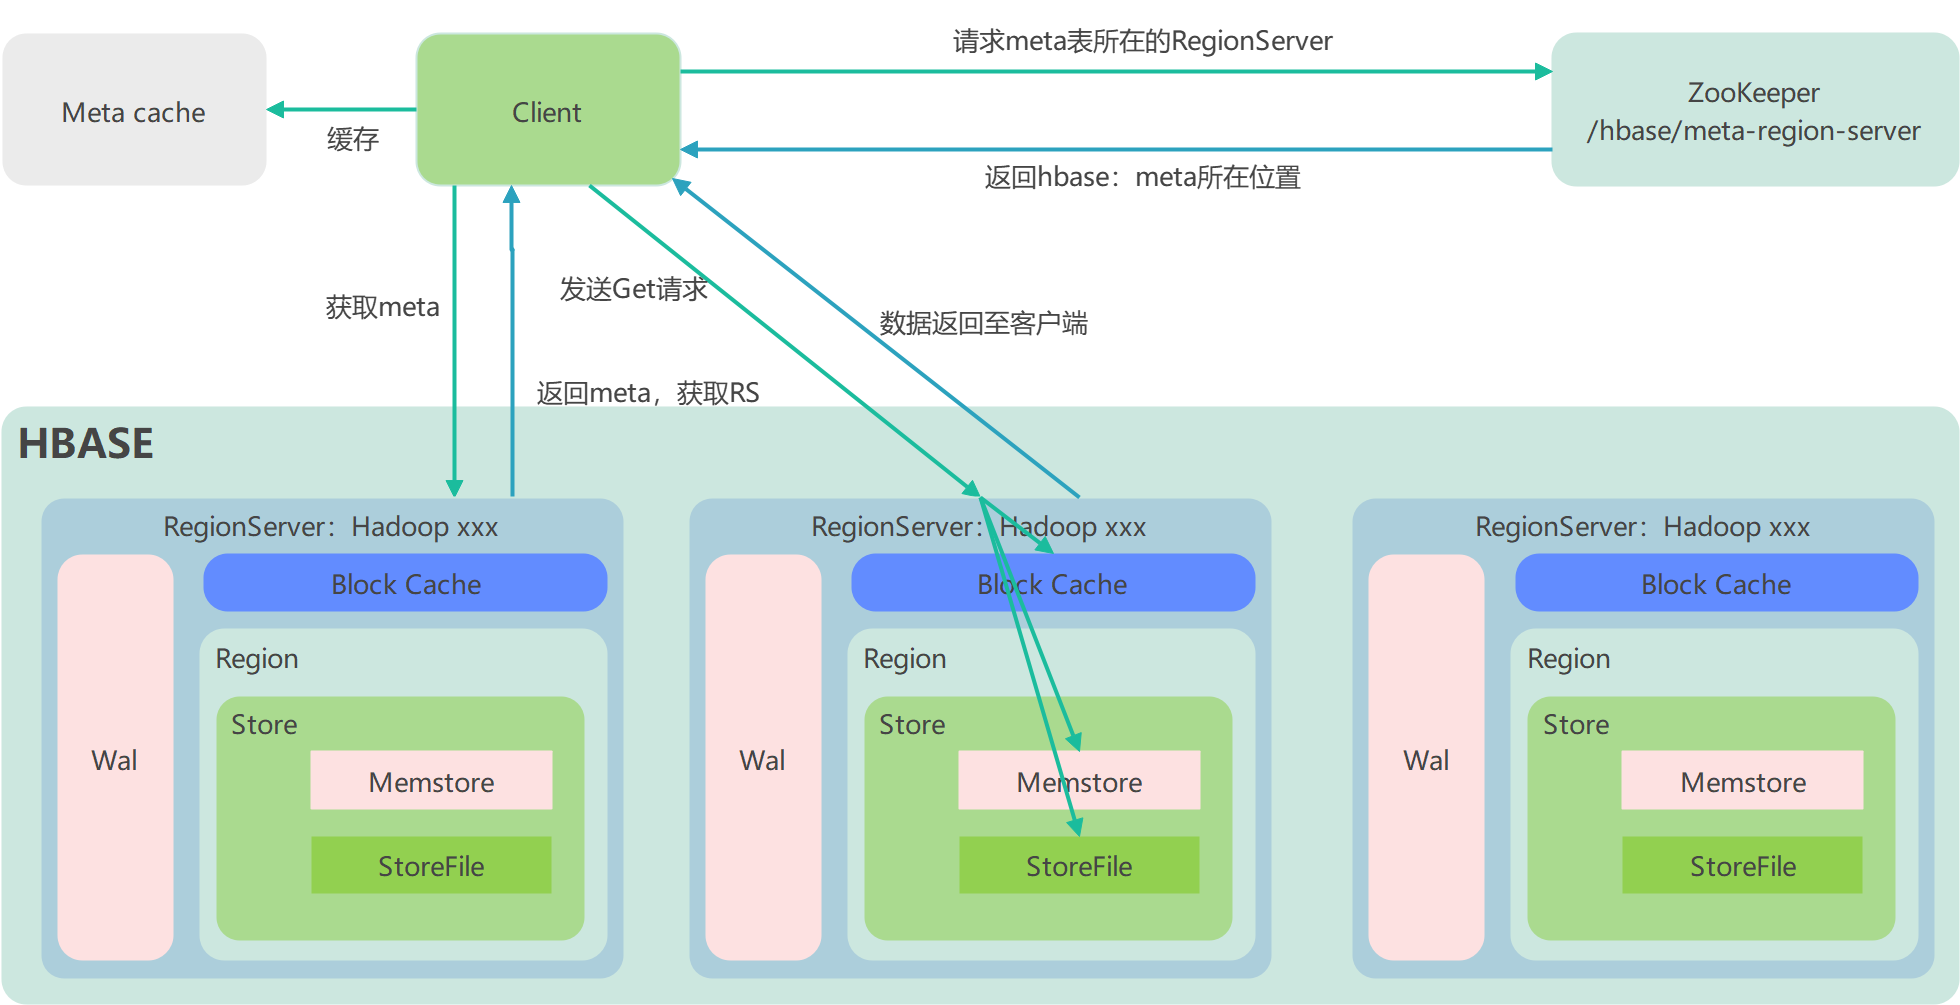 请求meta表所在的RegionServer
Meta cache
Client
ZooKeeper
/hbase/meta-region-server
缓存
返回hbase：meta所在位置
获取meta
发送Get请求
数据返回至客户端
返回meta，获取RS
HBASE
RegionServer：Hadoop xxx
Block Cache
Region
Store
Wal
Memstore
StoreFile
RegionServer：Hadoop xxx
Block Cache
Region
Store
Wal
Memstore
StoreFile
RegionServer：Hadoop xxx
Block Cache
Region
Store
Wal
Memstore
StoreFile